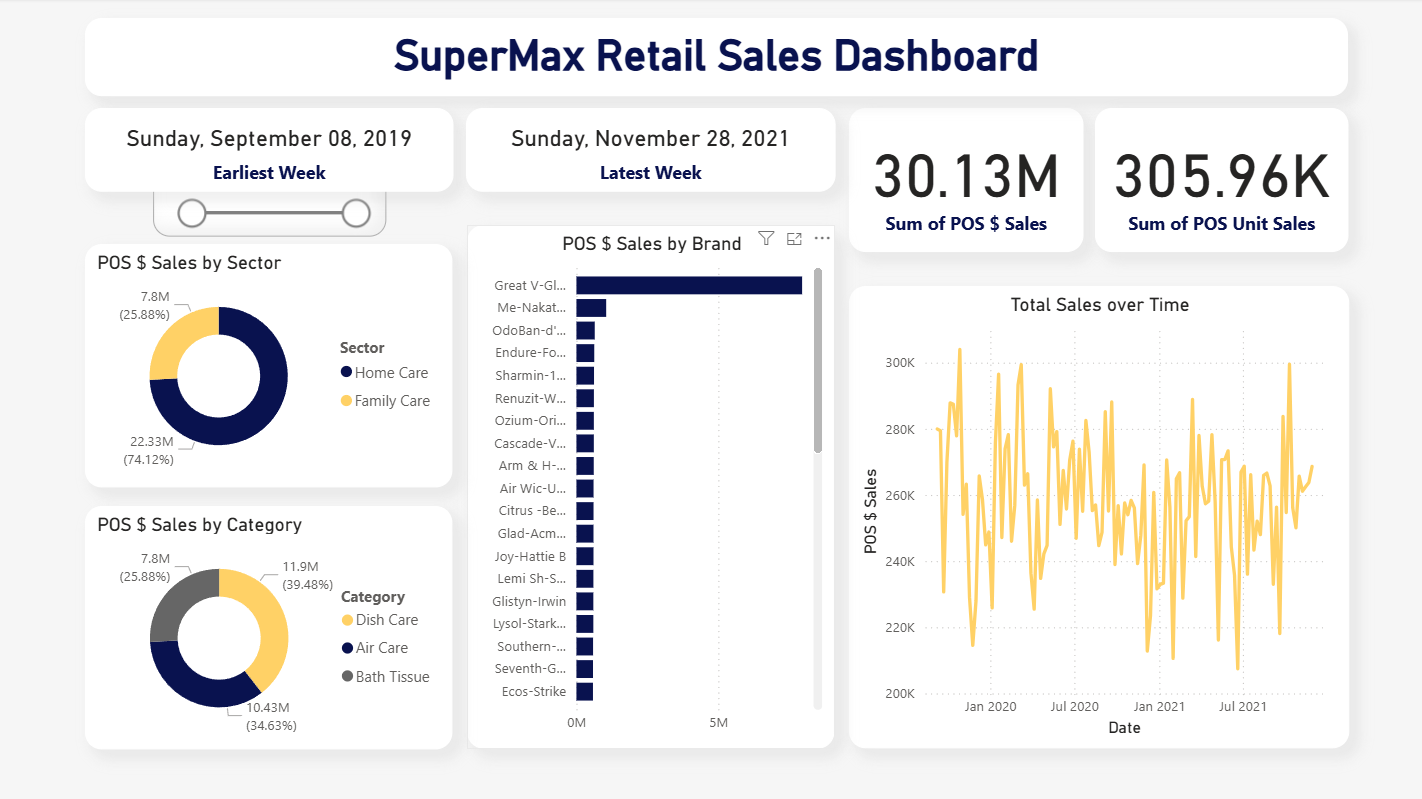 SuperMax Retail Sales Dashboard
Sunday, September 08, 2019
Earliest Week
Sunday, November 28, 2021
Latest Week
30.13M
Sum of POS $ Sales
305.96K
Sum of POS Unit Sales
POS $ Sales by Sector
7.8M
(25.88%)
22.33M
(74.12%)
Sector
Home Care
Family Care
POS $ Sales by Category
7.8M
(25.88%)
11.9M
(39.48%)
10.43M
(34.63%)
Category
Dish Care
Air Care
Bath Tissue
POS $ Sales by Brand
Great V-Gl...
Me-Nakat...
OdoBan-d'...
Endure-Fo...
Sharmin-1...
Renuzit-W...
Ozium-Ori...
Cascade-V...
Arm & H-...
Air Wic-U...
Citrus -Be...
Glad-Acm...
Joy-Hattie B
Lemi Sh-S...
Glistyn-Irwin
Lysol-Stark...
Southern-...
Seventh-G...
Ecos-Strike
0M
5M
Total Sales over Time
POS $ Sales
300K
280K
260K
240K
220K
200K
Jan 2020
Jul 2020
Jan 2021
Jul 2021
Date